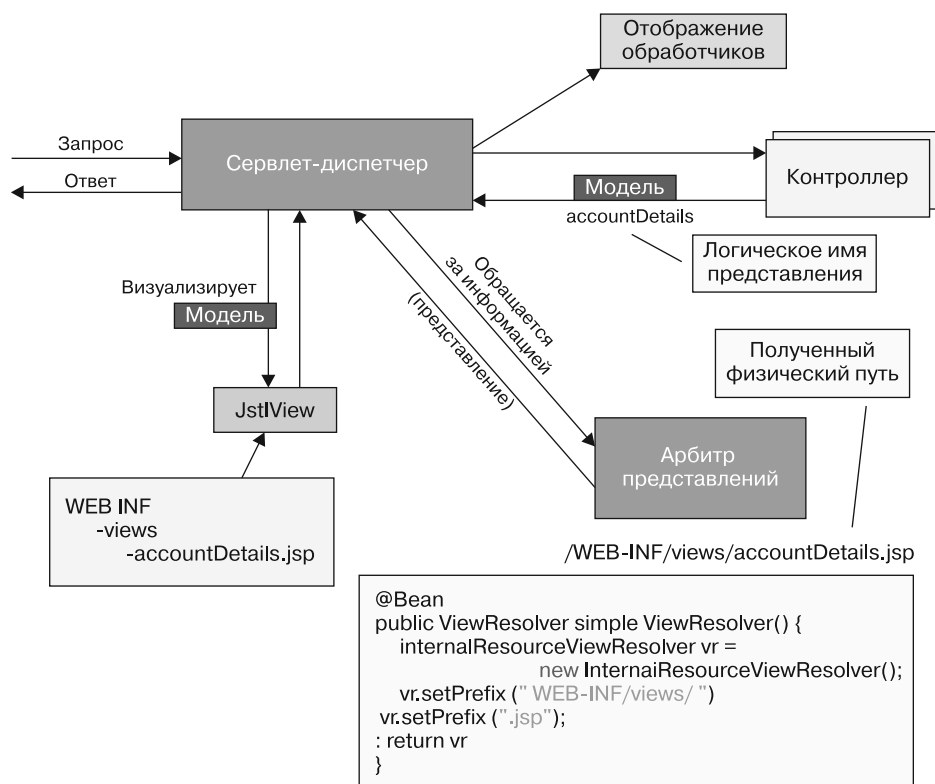 Отображение
обработчиков
Запрос
Сервлет-диспетчер
Ответ
Модель
accountDetails
Контроллер
Логическое имя
представления
Визуализирует
Модель
Обращается
за информацией
(представление)
Полученный
физический путь
JstlView
Арбитр
представлений
WEB INF
-views
-accountDetails.jsp
/WEB-INF/views/accountDetails.jsp
@Bean
public ViewResolver simple ViewResolver() {
internalResourceViewResolver vr =
new InternaiResourceViewResolver();
vr.setPrefix (" WEB-INF/views/ ")
vr.setPrefix (".jsp");
: return vr
}